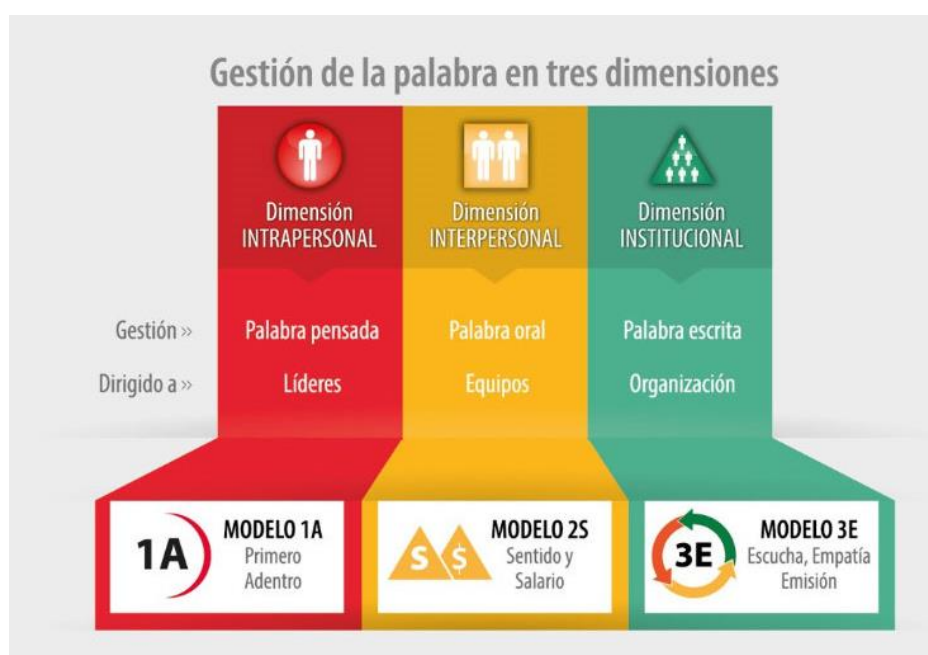 Gestión de la palabra en tres dimensiones
Dimensión
INTRAPERSONAL
Dimensión
INTERPERSONAL
Dimensión
INSTITUCIONAL
Gestión »
Palabra pensada
Palabra oral
Palabra escrita
Dirigido a »
Líderes
Equipos
Organización
1A
MODELO 1A
Primero
Adentro
S $
MODELO 2S
Sentido y
Salario
3E
MODELO 3E
Escucha, Empatía
Emisión